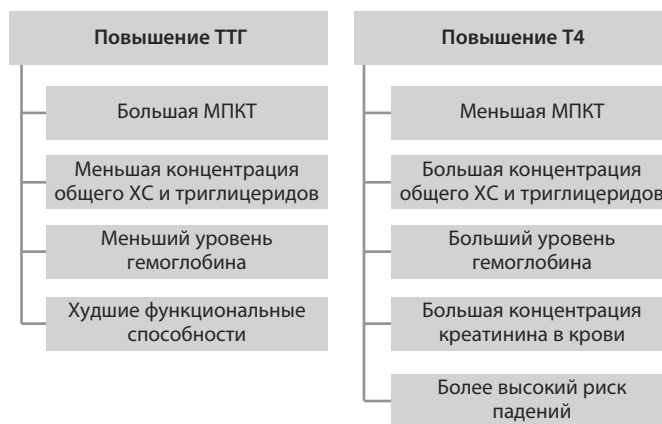 Повышение ТТГ
Большая МПКТ
Меньшая концентрация
общего ХС и триглицеридов
Меньший уровень
гемоглобина
Худшие функциональные
способности
Повышение Т4
Меньшая МПКТ
Большая концентрация
общего ХС и триглицеридов
Больший уровень
гемоглобина
Большая концентрация
креатинина в крови
Более высокий риск
падений